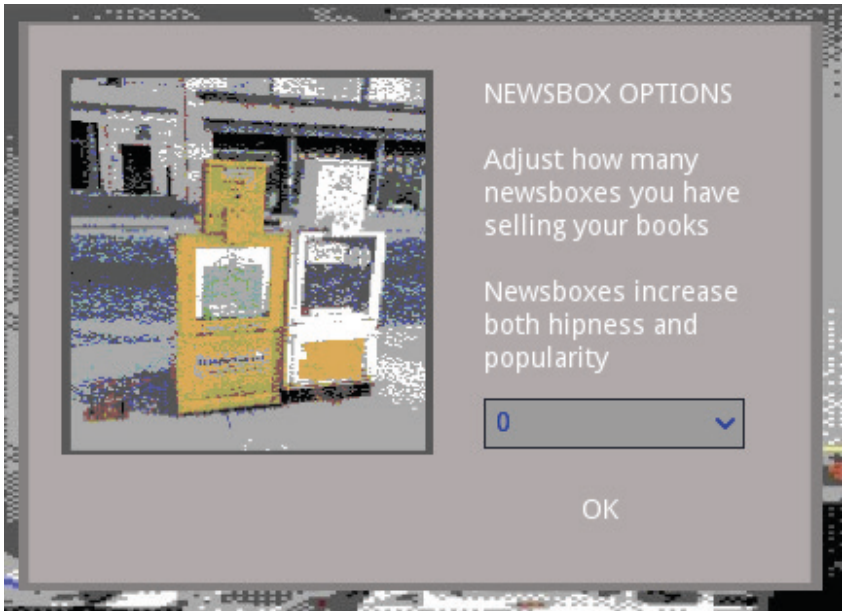 NEWSBOX OPTIONS
Adjust how many
newsboxes you have
selling your books
Newsboxes increase
both hipness and
popularity
0
OK